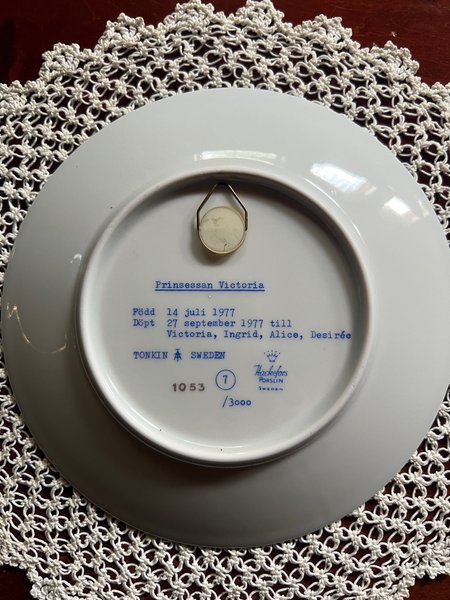 Prinsessan Victoria
Född 14 juli 1977
Döpt 27 september 1977 till
Victoria, Ingrid, Alice, Desirée
TONKIN SWEDEN
Hackefors
PORSLIN
SWEDEN
1053 7
/3000